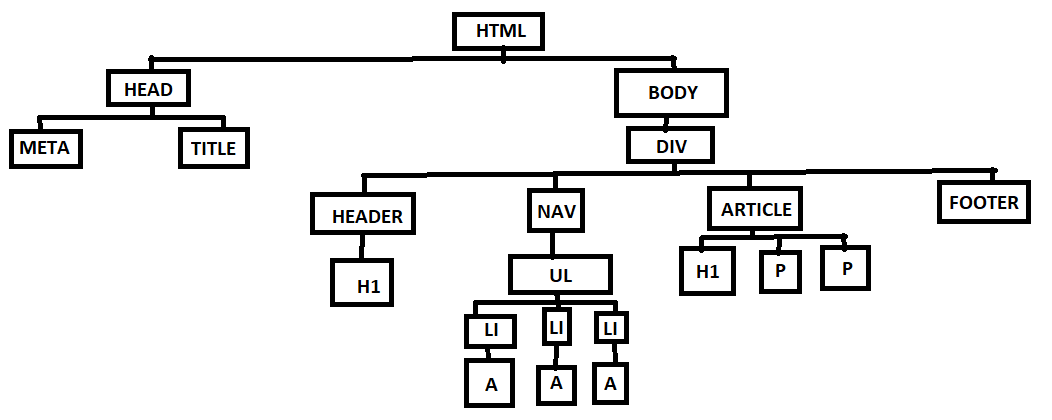 HTML
HEAD
BODY
META
TITLE
DIV
HEADER
NAV
ARTICLE
FOOTER
H1
UL
H1
P
P
LI
LI
LI
A
A
A